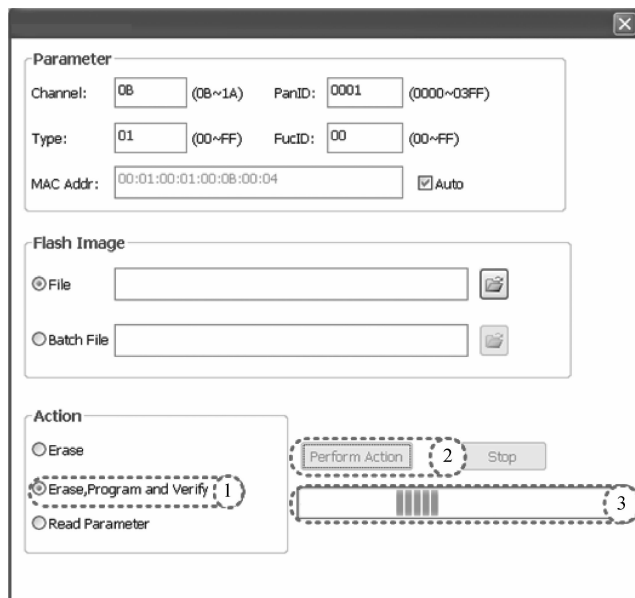 Parameter
Channel: 0B (0B~1A) PanID: 0001 (0000~03FF)
Type: 01 (00~FF) FucID: 00 (00~FF)
MAC Addr: 00:01:00:01:00:0B:00:04 Auto
Flash Image
File
Batch File
Action
Erase
Perform Action 2 Stop
Erase,Program and Verify 1
3
Read Parameter